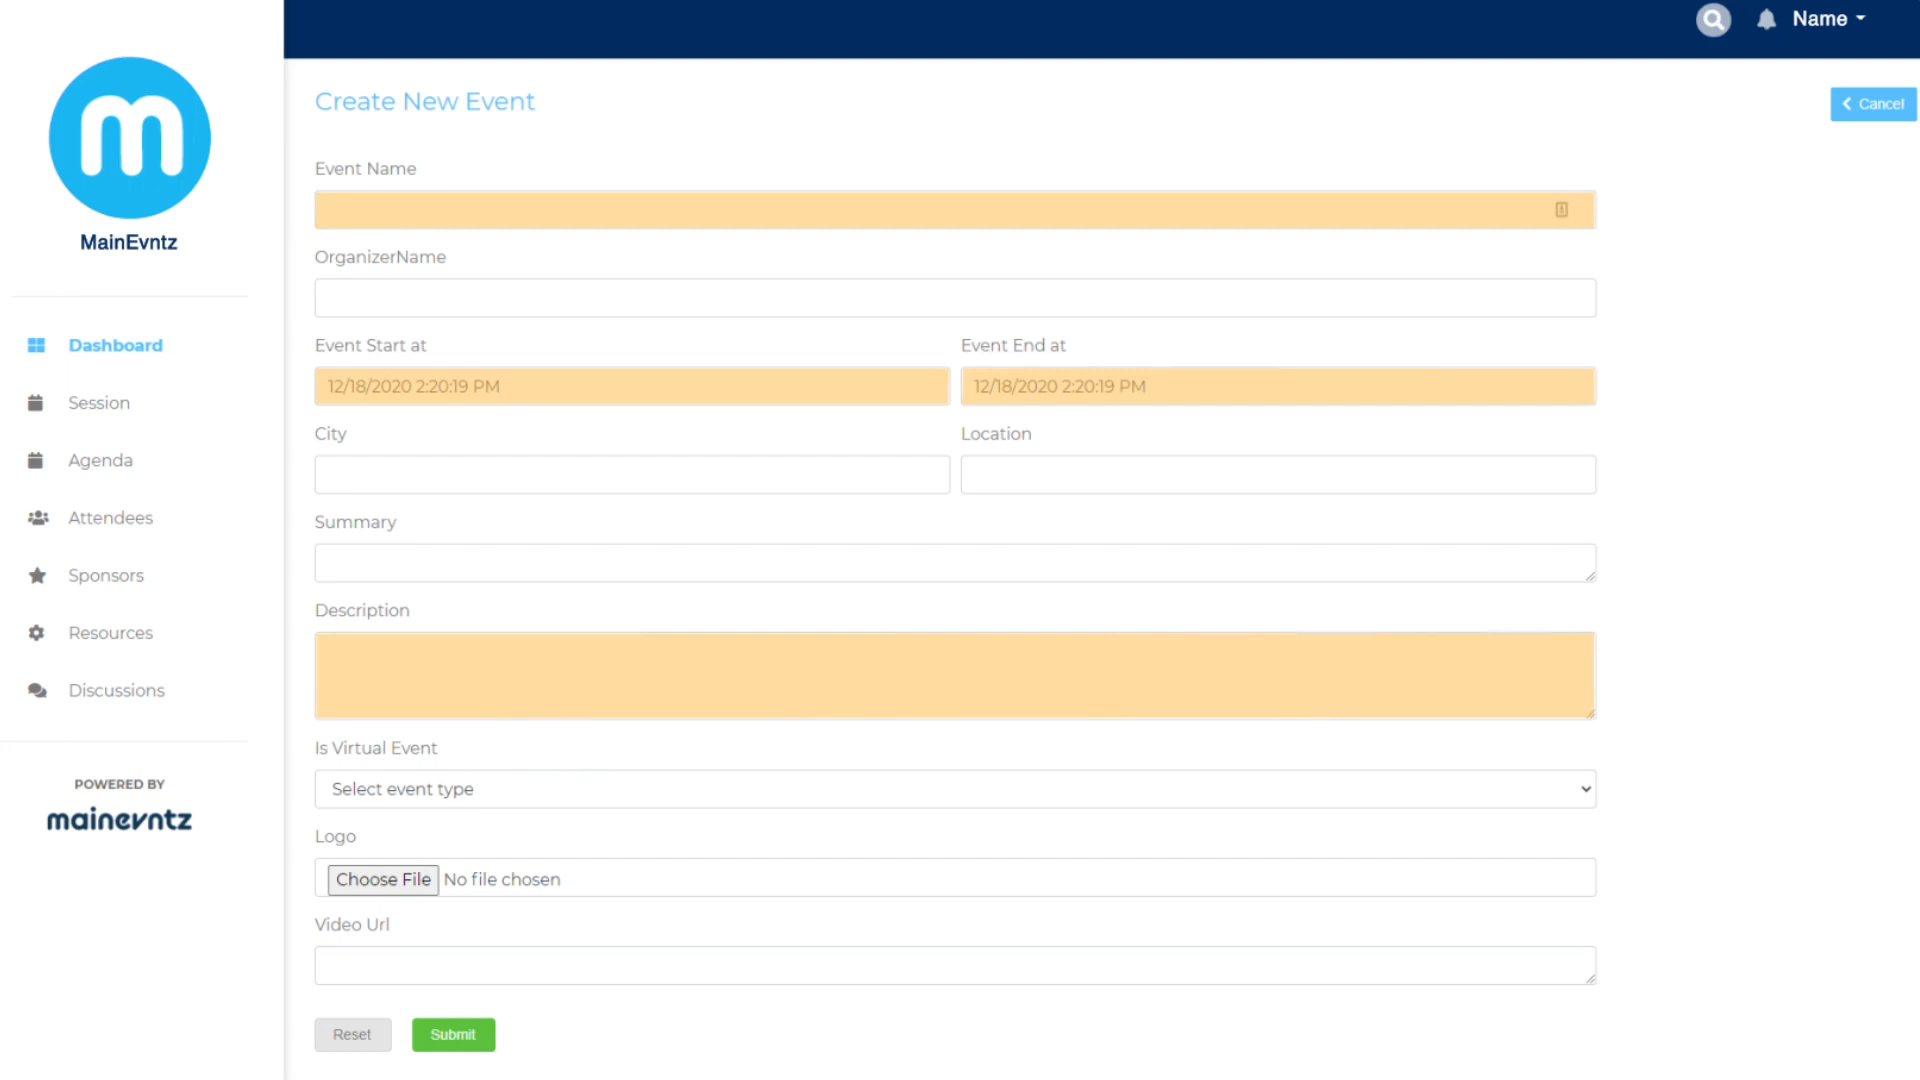 Name
m
MainEvntz
Dashboard
Session
Agenda
Attendees
Sponsors
Resources
Discussions
POWERED BY
mainevntz
Create New Event
Cancel
Event Name
OrganizerName
Event Start at
Event End at
12/18/2020 2:20:19 PM
12/18/2020 2:20:19 PM
City
Location
Summary
Description
Is Virtual Event
Select event type
Logo
Choose File No file chosen
Video Url
Reset
Submit